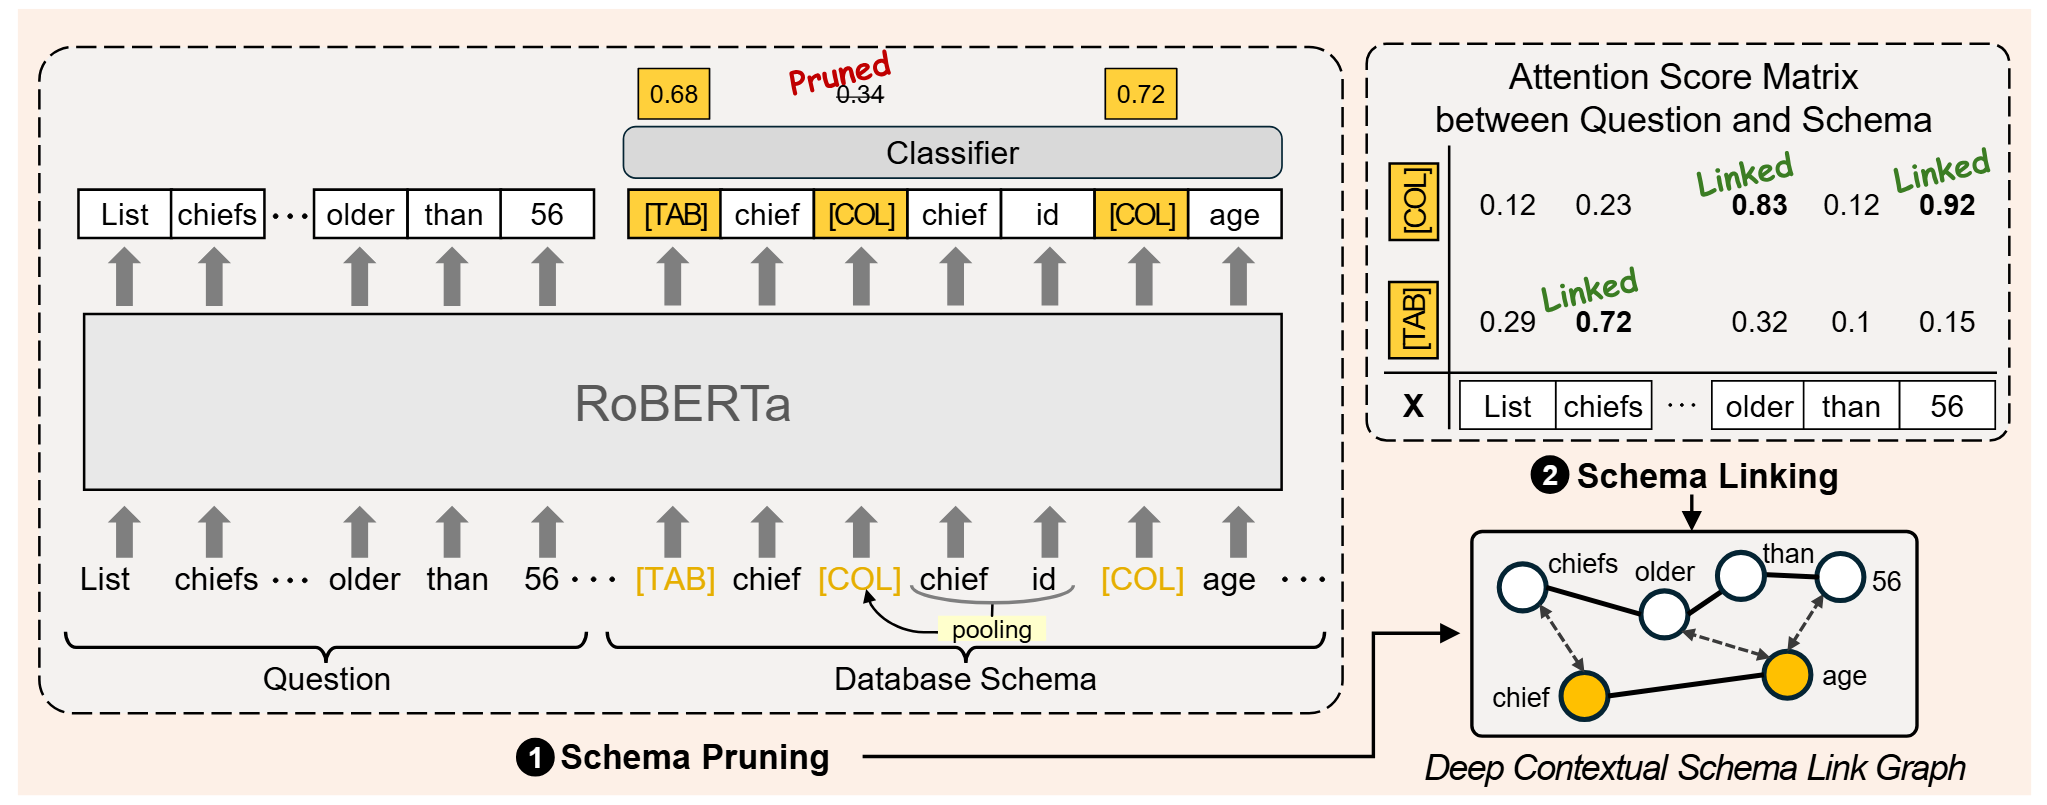 Pruned
0.68 0.34 0.72
Classifier
List chiefs ··· older than 56 [TAB] chief [COL] chief id [COL] age
RoBERTa
List chiefs ··· older than 56 ··· [TAB] chief [COL] chief id [COL] age ···
pooling
Question Database Schema
❶ Schema Pruning
Attention Score Matrix
between Question and Schema
Linked Linked
[COL] 0.12 0.23 0.83 0.12 0.92
Linked
[TAB] 0.29 0.72 0.32 0.1 0.15
X List chiefs ··· older than 56
❷ Schema Linking
chiefs older than 56
chief age
Deep Contextual Schema Link Graph